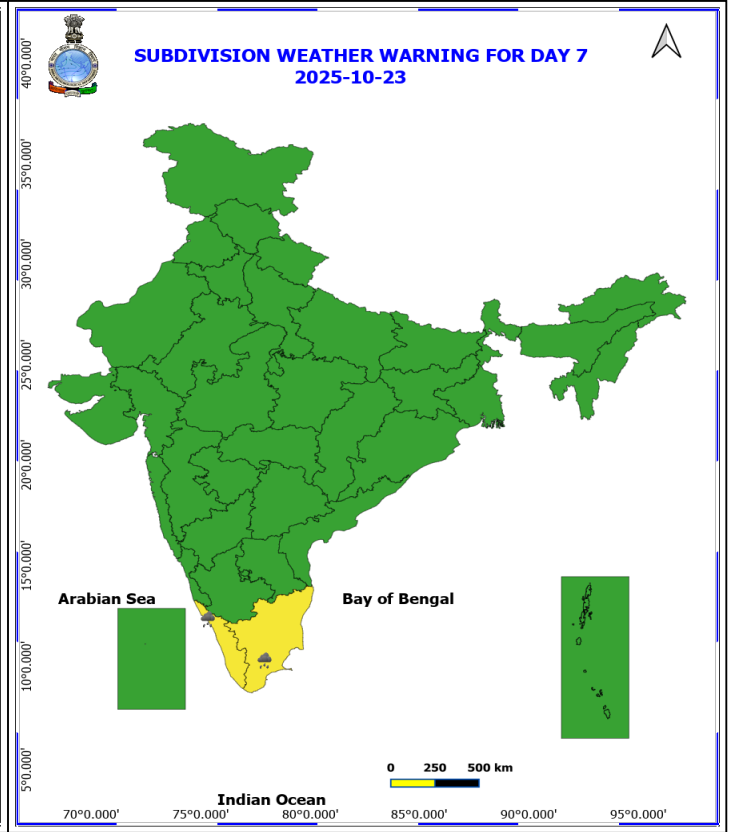 SUBDIVISION WEATHER WARNING FOR DAY 7
2025-10-23
40°0.000'
35°0.000'
30°0.000'
25°0.000'
20°0.000'
15°0.000'
10°0.000'
5°0.000'
Arabian Sea
Bay of Bengal
0 250 500 km
Indian Ocean
70°0.000' 75°0.000' 80°0.000' 85°0.000' 90°0.000' 95°0.000'